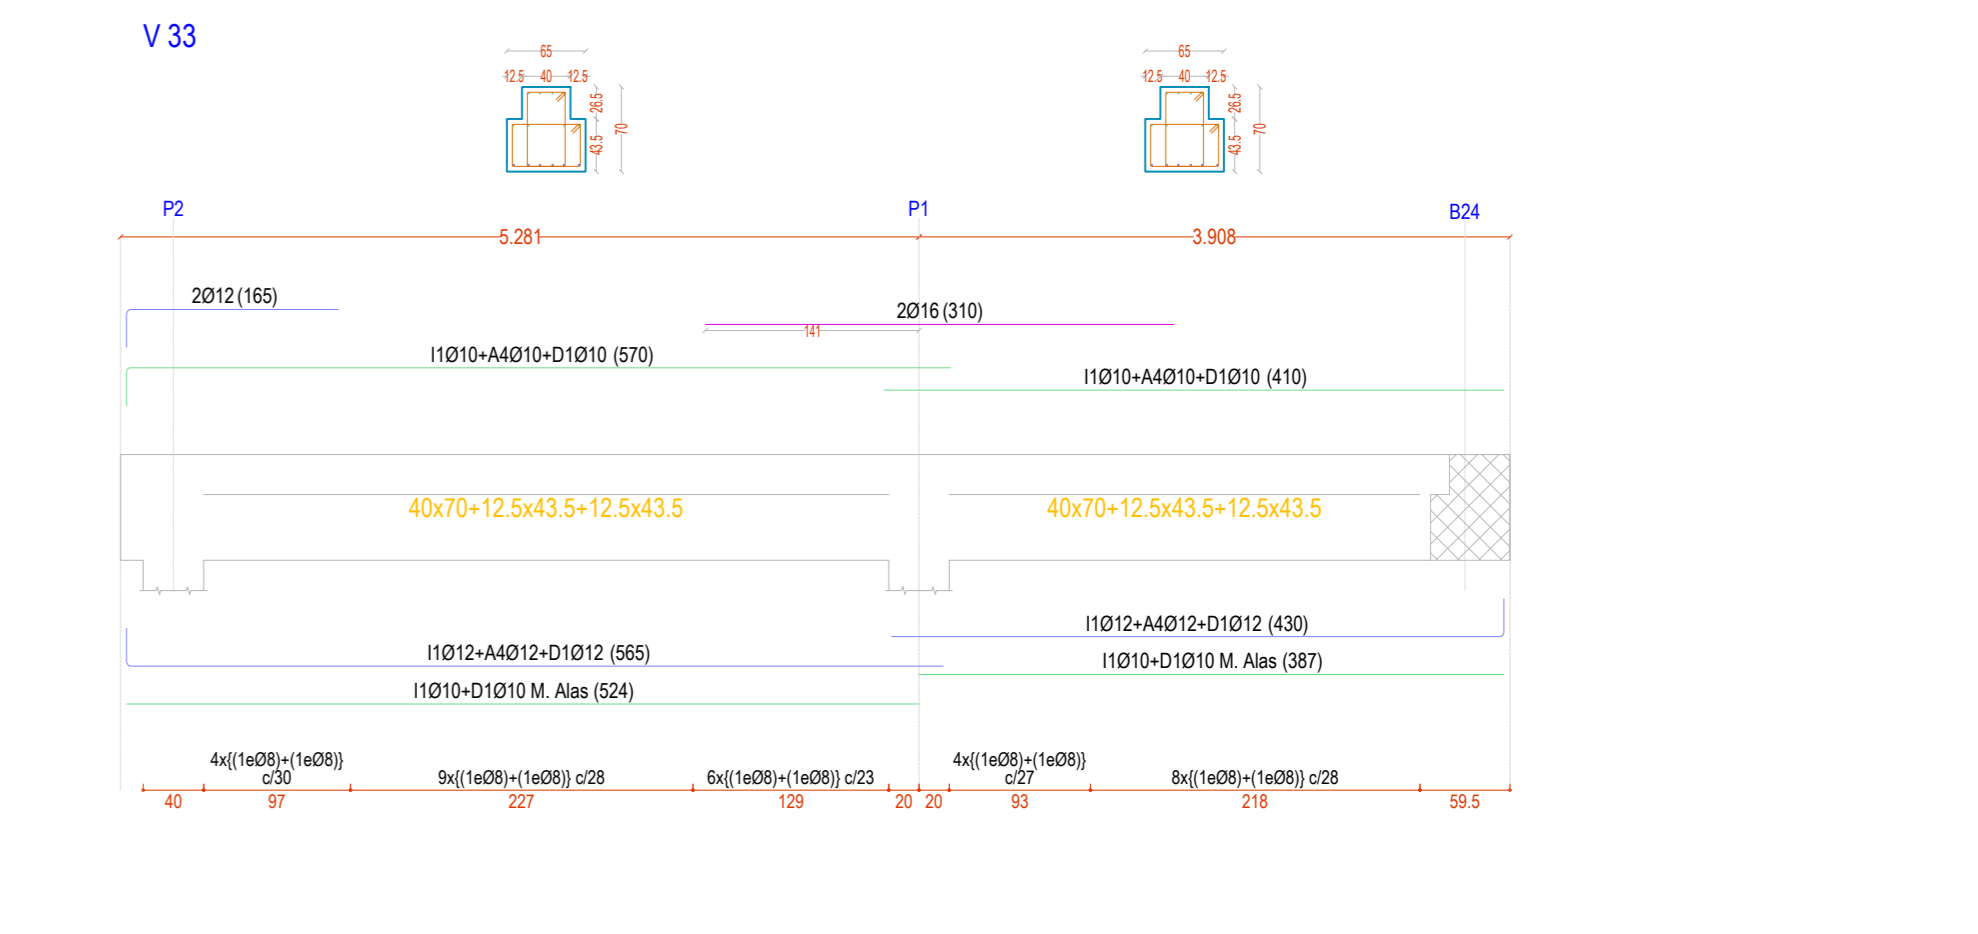 V 33
65
12.5 40 12.5
26.5
43.5
70
65
12.5 40 12.5
26.5
43.5
70
P2
P1
B24
5.281
3.908
2Ø12 (165)
2Ø16 (310)
141
I1Ø10+A4Ø10+D1Ø10 (570)
I1Ø10+A4Ø10+D1Ø10 (410)
40x70+12.5x43.5+12.5x43.5
40x70+12.5x43.5+12.5x43.5
I1Ø12+A4Ø12+D1Ø12 (430)
I1Ø12+A4Ø12+D1Ø12 (565)
I1Ø10+D1Ø10 M. Alas (387)
I1Ø10+D1Ø10 M. Alas (524)
4x{(1eØ8)+(1eØ8)}
c/30
9x{(1eØ8)+(1eØ8)} c/28
6x{(1eØ8)+(1eØ8)} c/23
4x{(1eØ8)+(1eØ8)}
c/27
8x{(1eØ8)+(1eØ8)} c/28
40
97
227
129
20
20
93
218
59.5